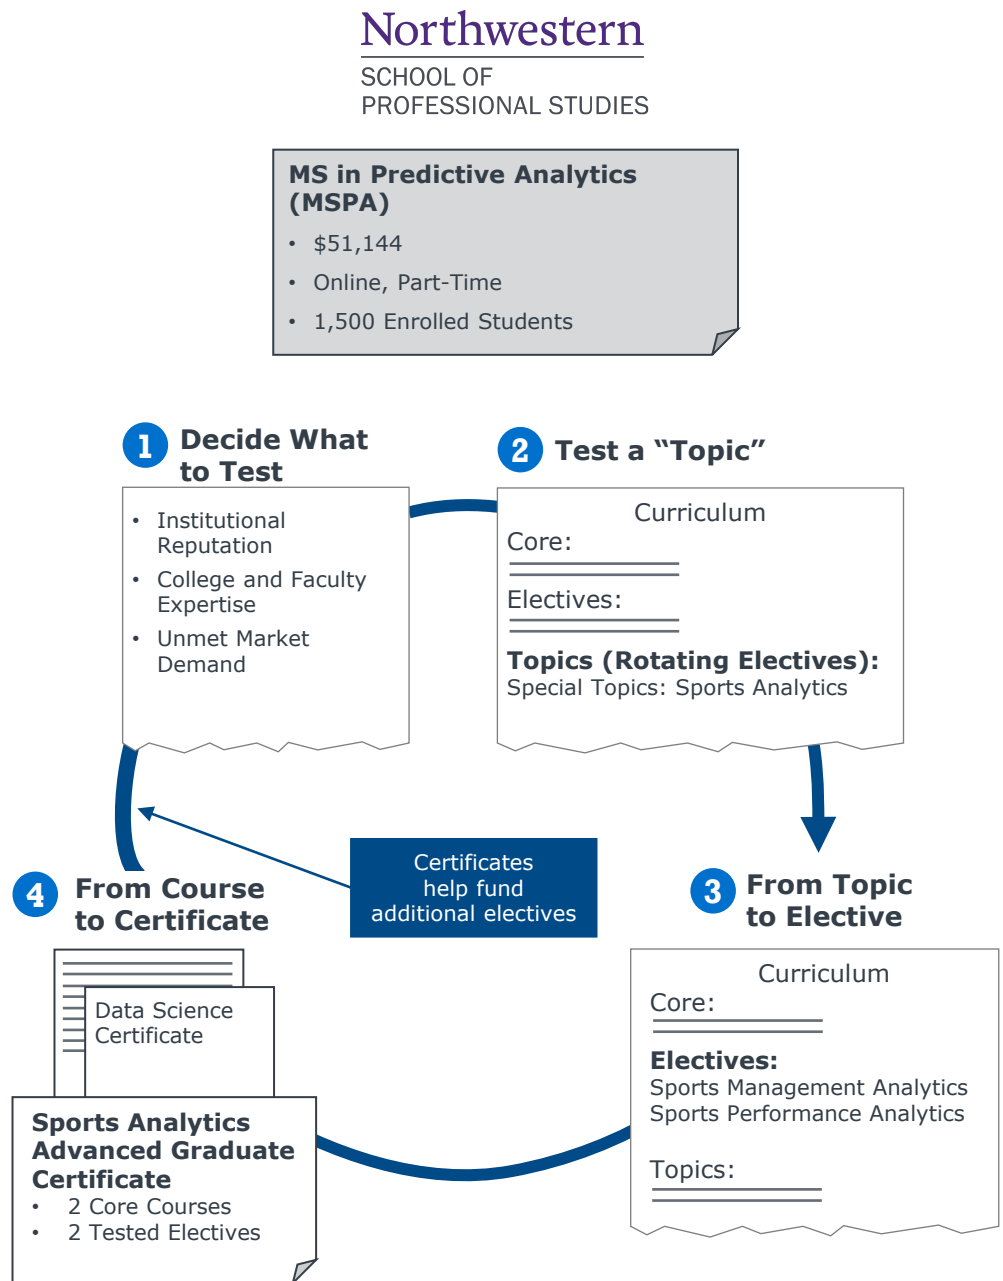 Northwestern
SCHOOL OF
PROFESSIONAL STUDIES
MS in Predictive Analytics
(MSPA)
• $51,144
• Online, Part-Time
• 1,500 Enrolled Students
1 Decide What
to Test
• Institutional
Reputation
• College and Faculty
Expertise
• Unmet Market
Demand
2 Test a “Topic”
Curriculum
Core:
Electives:
Topics (Rotating Electives):
Special Topics: Sports Analytics
3 From Topic
to Elective
Curriculum
Core:
Electives:
Sports Management Analytics
Sports Performance Analytics
Topics:
4 From Course
to Certificate
Data Science
Certificate
Sports Analytics
Advanced Graduate
Certificate
• 2 Core Courses
• 2 Tested Electives
Certificates
help fund
additional electives